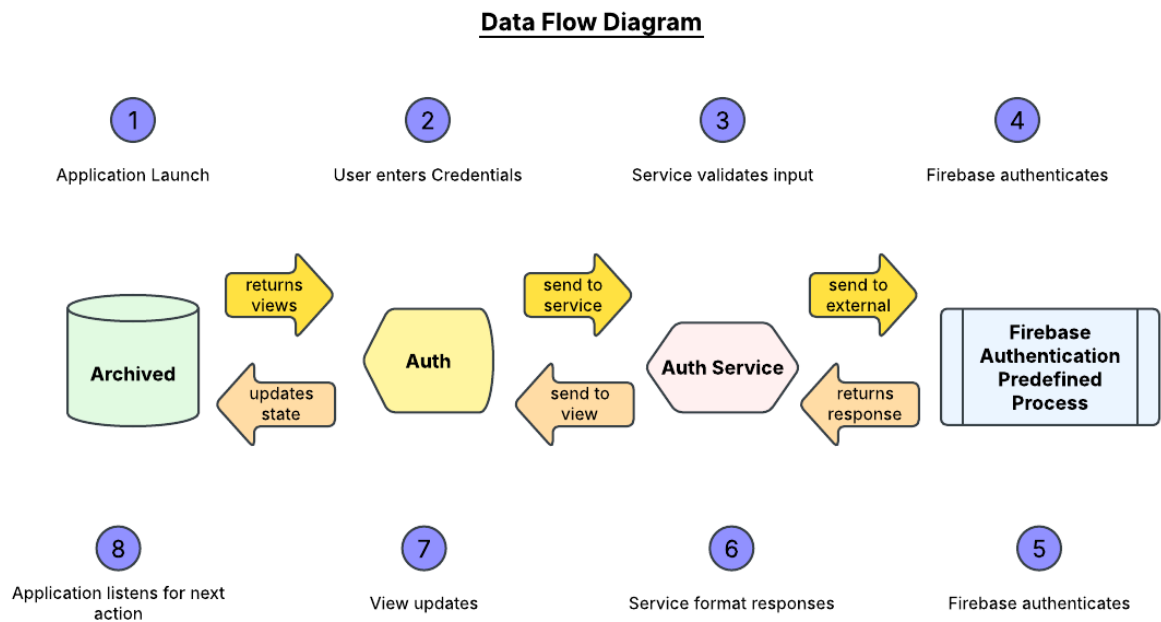 Data Flow Diagram
1
2
3
4
Application Launch
User enters Credentials
Service validates input
Firebase authenticates
returns
views
send to
service
send to
external
Archived
Auth
Auth Service
Firebase
Authentication
Predefined
Process
updates
state
send to
view
returns
response
8
7
6
5
Application listens for next
action
View updates
Service format responses
Firebase authenticates